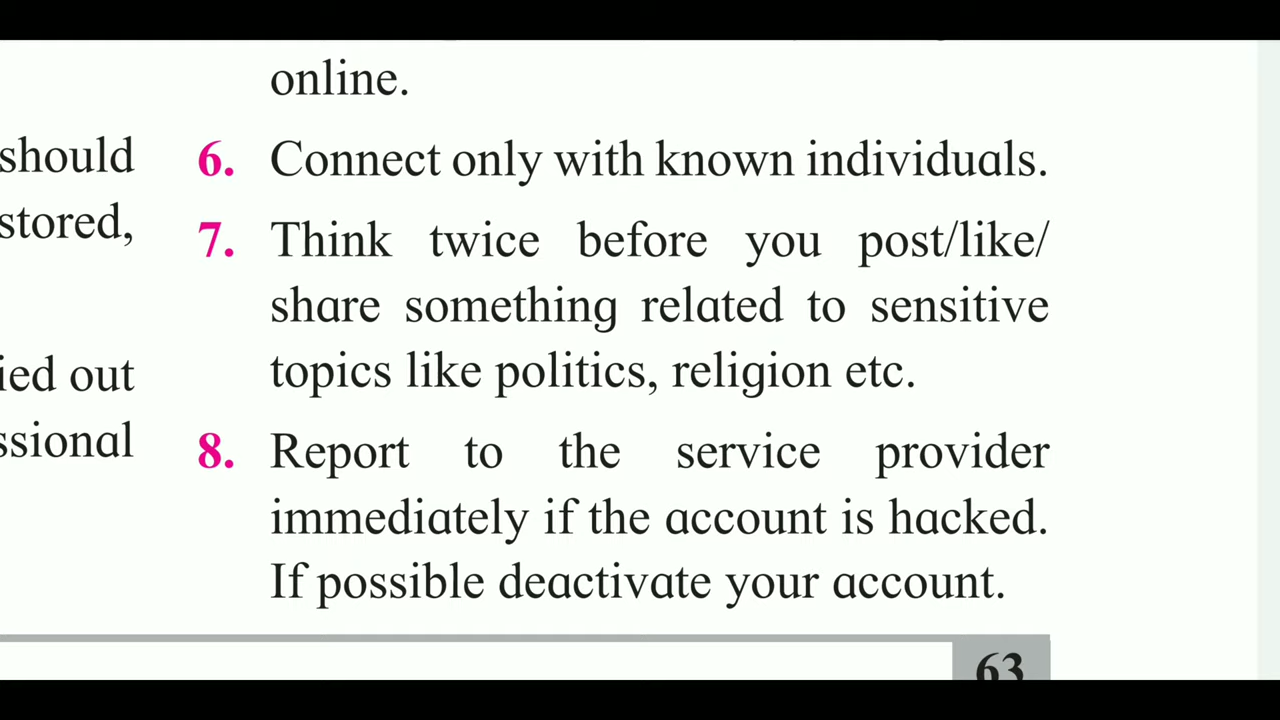 should
stored,
ied out
ssional
online.
6. Connect only with known individuals.
7. Think twice before you post/like/
share something related to sensitive
topics like politics, religion etc.
8. Report to the service provider
immediately if the account is hacked.
If possible deactivate your account.
63